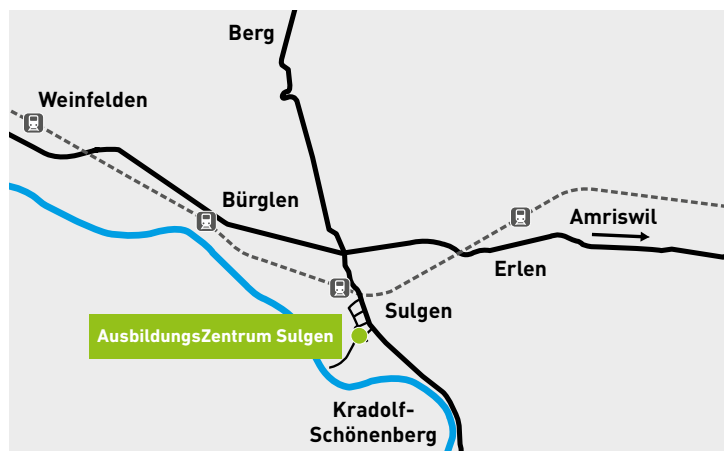 Berg
Weinfelden
Bürglen
Amriswil
Erlen
Sulgen
AusbildungsZentrum Sulgen
Kradolf-
Schönenberg